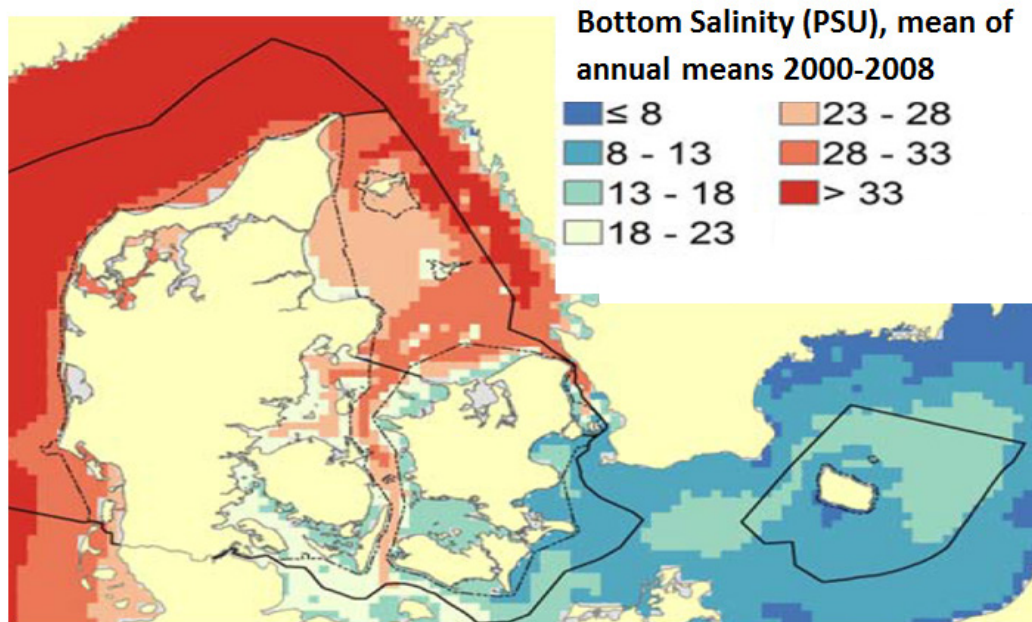 Bottom Salinity (PSU), mean of
annual means 2000-2008
≤ 8
8 - 13
13 - 18
18 - 23
23 - 28
28 - 33
> 33